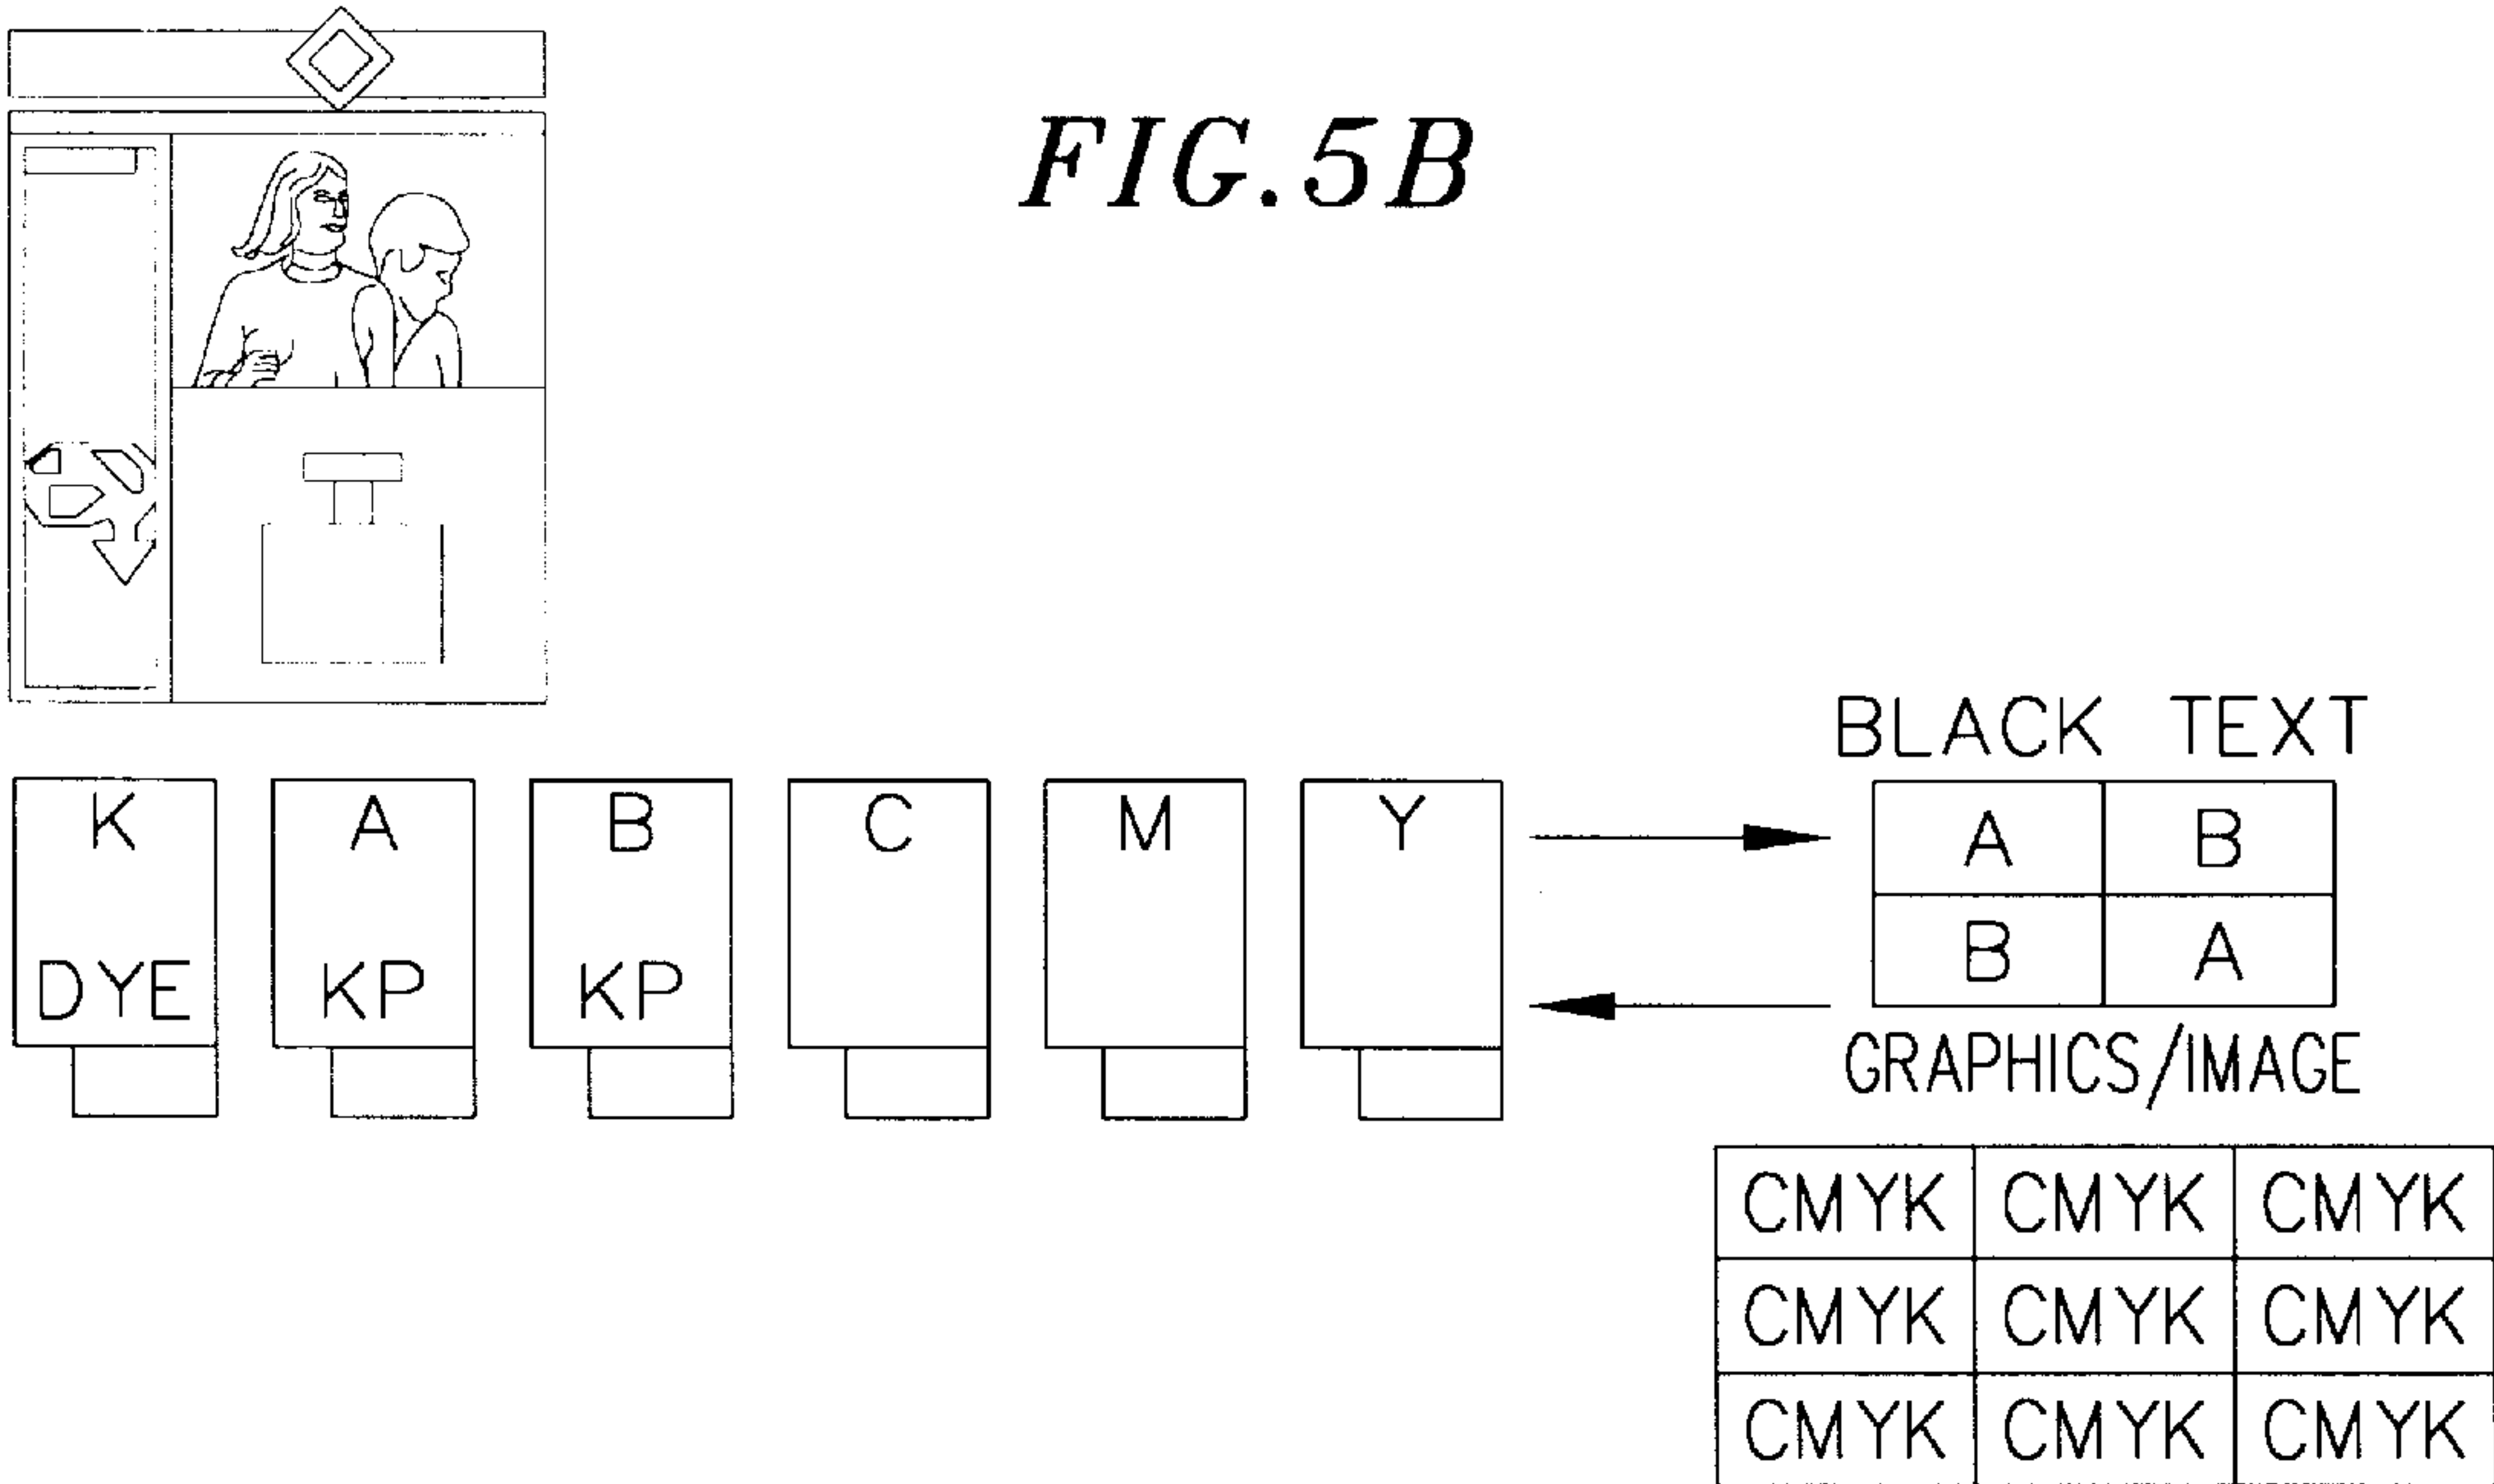 FIG.5B
BLACK TEXT
K A B C M Y
A B
DYE KP KP
B A
GRAPHICS/IMAGE
CMYK CMYK CMYK
CMYK CMYK CMYK
CMYK CMYK CMYK